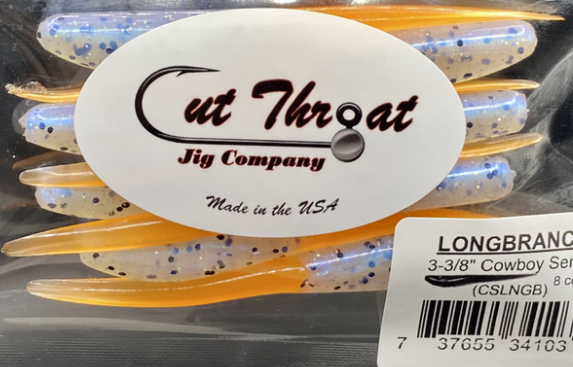 Cut Throat
Jig Company
Made in the USA
LONGBRANC
3-3/8" Cowboy Ser
8 co
(CSLNGB)
7 37655 34103